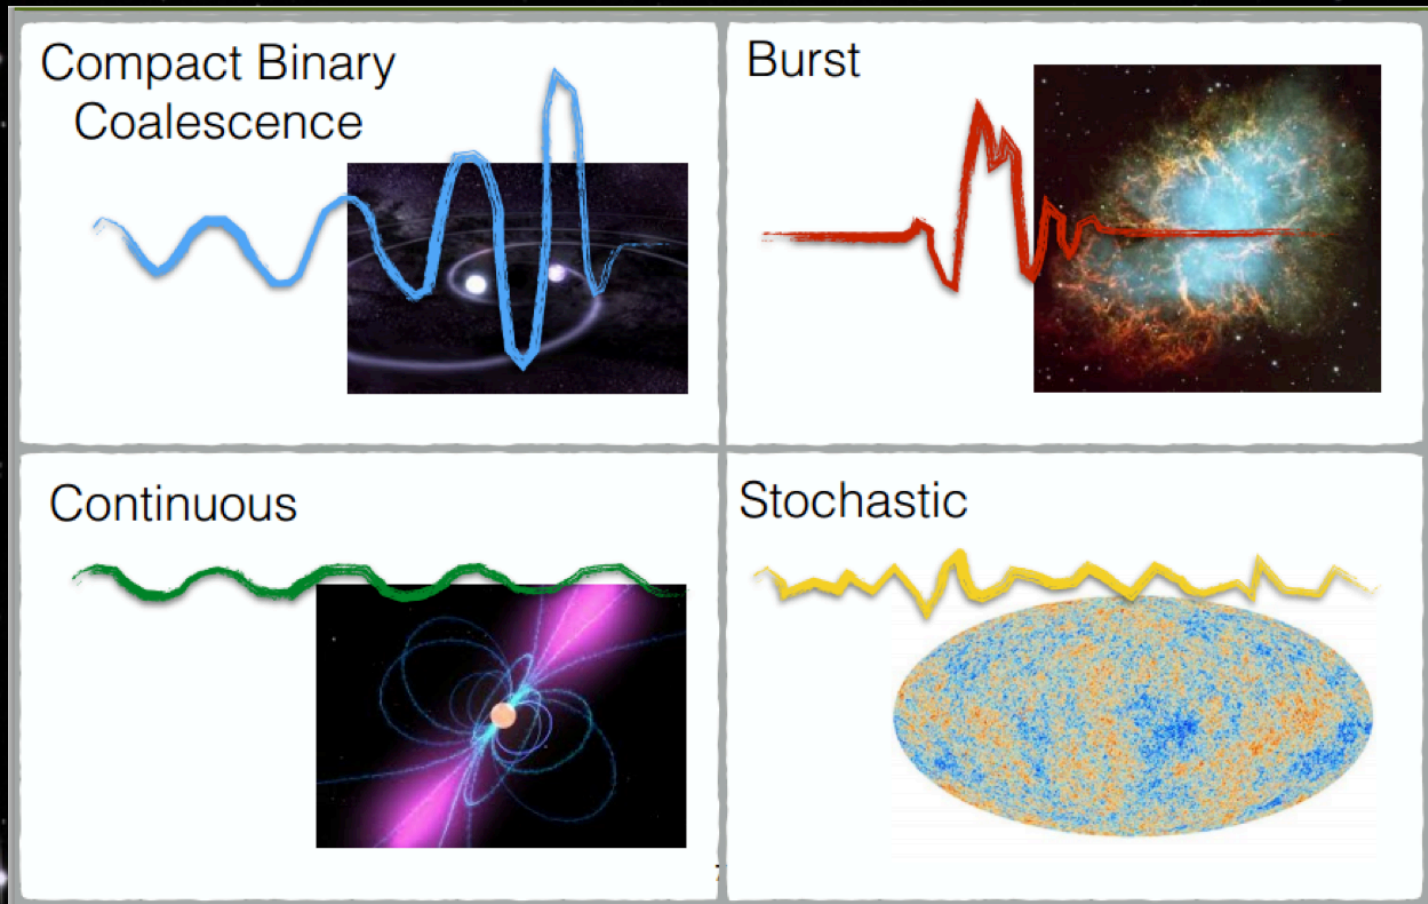 Compact Binary
Coalescence
Burst
Continuous
Stochastic